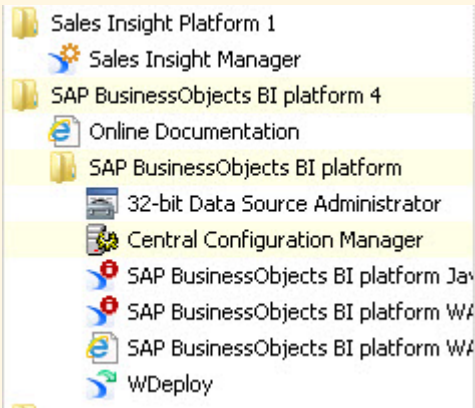 Sales Insight Platform 1
Sales Insight Manager
SAP BusinessObjects BI platform 4
Online Documentation
SAP BusinessObjects BI platform
32-bit Data Source Administrator
Central Configuration Manager
SAP BusinessObjects BI platform Jav
SAP BusinessObjects BI platform WA
SAP BusinessObjects BI platform WA
WDeploy